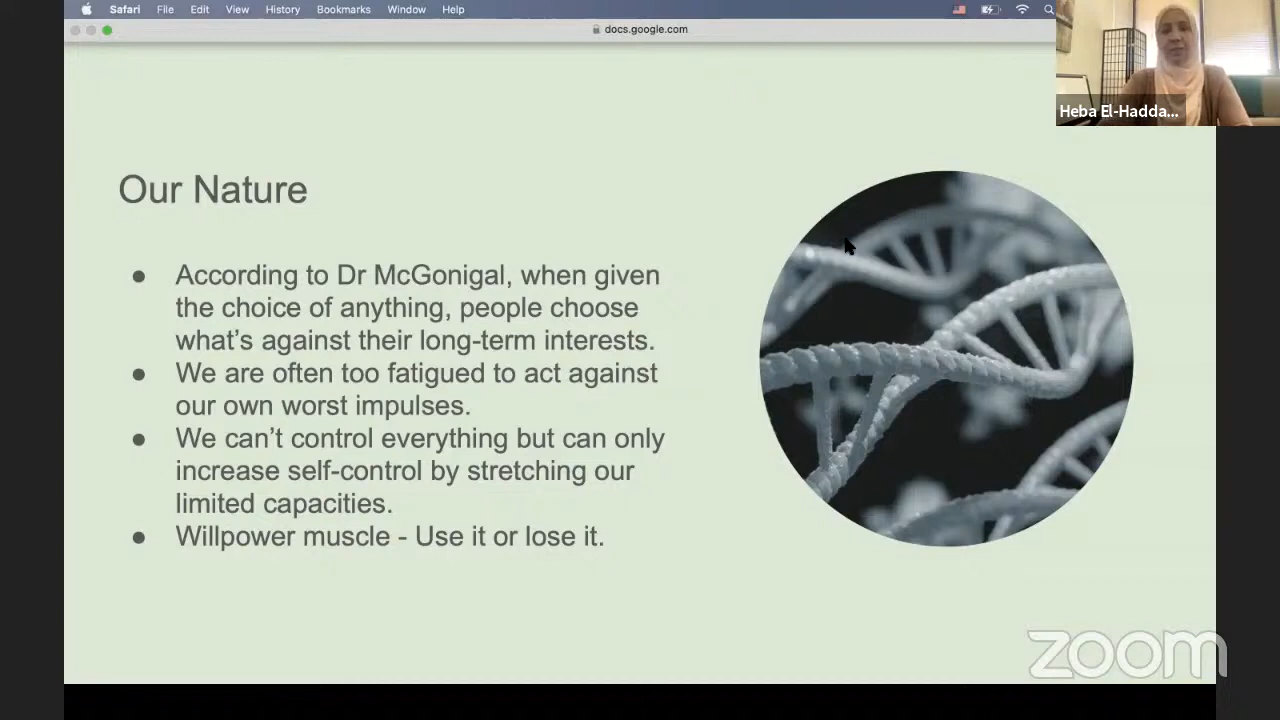 Safari File Edit View History Bookmarks Window Help
docs.google.com
Heba El-Hadda...
Our Nature
● According to Dr McGonigal, when given
the choice of anything, people choose
what's against their long-term interests.
● We are often too fatigued to act against
our own worst impulses.
● We can't control everything but can only
increase self-control by stretching our
limited capacities.
● Willpower muscle - Use it or lose it.
zoom